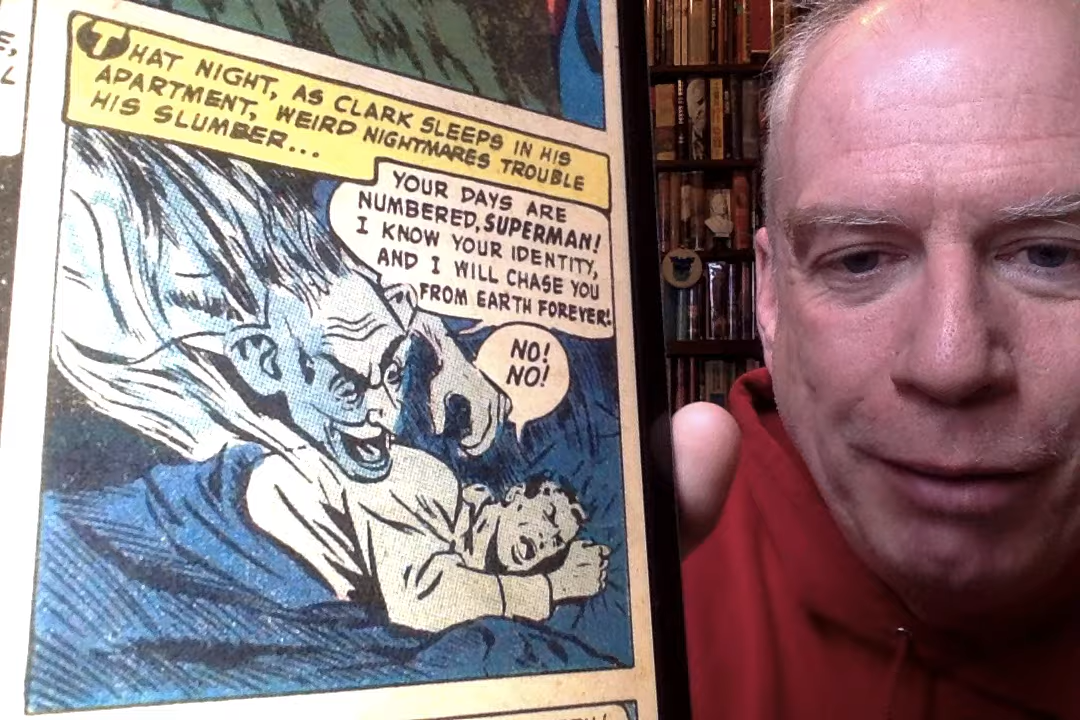 E,
L
THAT NIGHT, AS CLARK SLEEPS IN HIS
APARTMENT, WEIRD NIGHTMARES TROUBLE
HIS SLUMBER...
YOUR DAYS ARE
NUMBERED, SUPERMAN!
I KNOW YOUR IDENTITY,
AND I WILL CHASE YOU
FROM EARTH FOREVER!
NO!
NO!